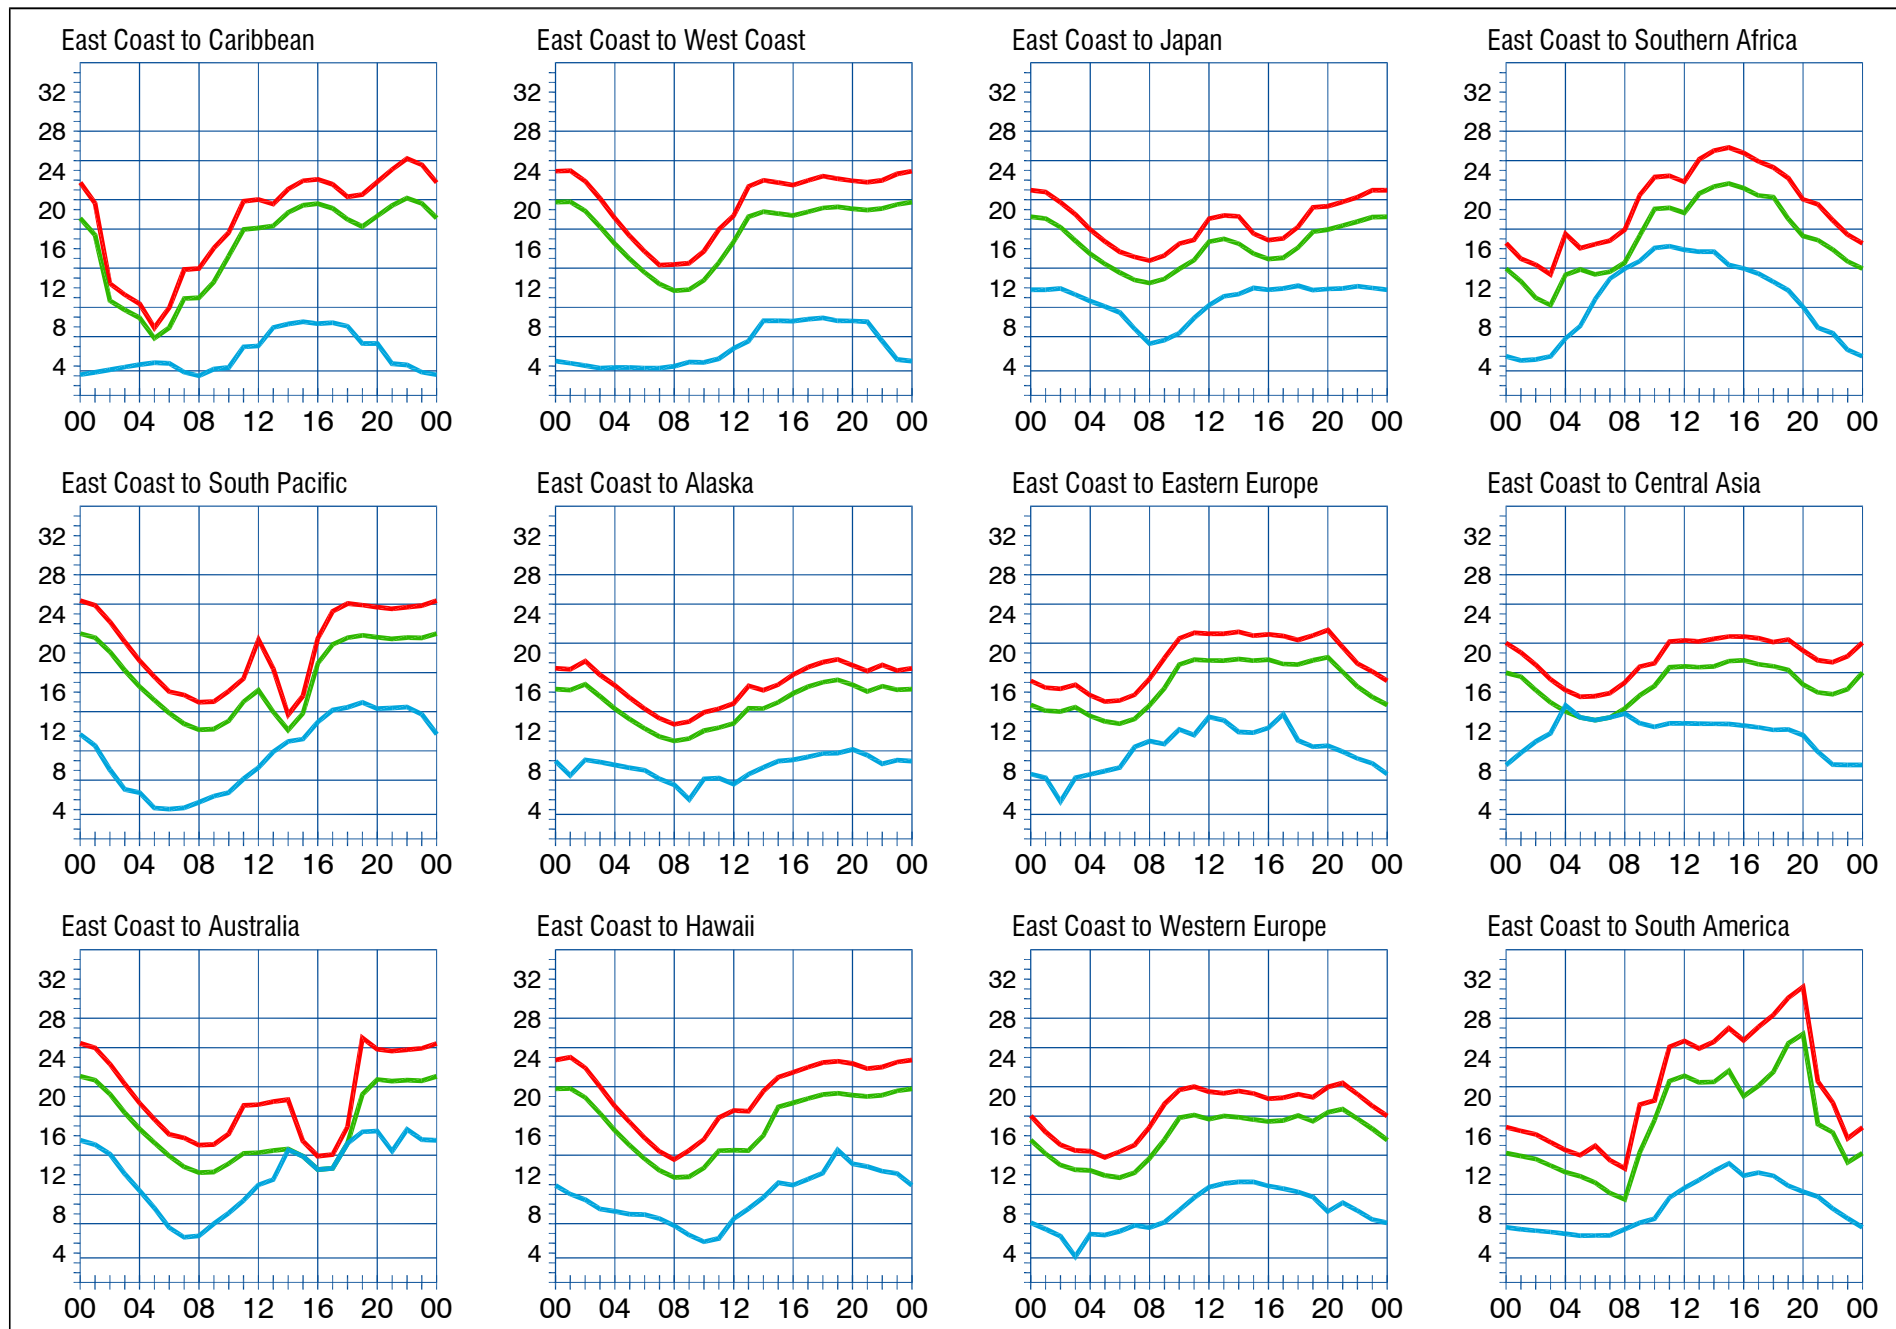 East Coast to Caribbean East Coast to West Coast East Coast to Japan East Coast to Southern Africa
32 32 32 32
28 28 28 28
24 24 24 24
20 20 20 20
16 16 16 16
12 12 12 12
8 8 8 8
4 4 4 4
00 04 08 12 16 20 00 00 04 08 12 16 20 00 00 04 08 12 16 20 00 00 04 08 12 16 20 00
East Coast to South Pacific East Coast to Alaska East Coast to Eastern Europe East Coast to Central Asia
32 32 32 32
28 28 28 28
24 24 24 24
20 20 20 20
16 16 16 16
12 12 12 12
8 8 8 8
4 4 4 4
00 04 08 12 16 20 00 00 04 08 12 16 20 00 00 04 08 12 16 20 00 00 04 08 12 16 20 00
East Coast to Australia East Coast to Hawaii East Coast to Western Europe East Coast to South America
32 32 32 32
28 28 28 28
24 24 24 24
20 20 20 20
16 16 16 16
12 12 12 12
8 8 8 8
4 4 4 4
00 04 08 12 16 20 00 00 04 08 12 16 20 00 00 04 08 12 16 20 00 00 04 08 12 16 20 00